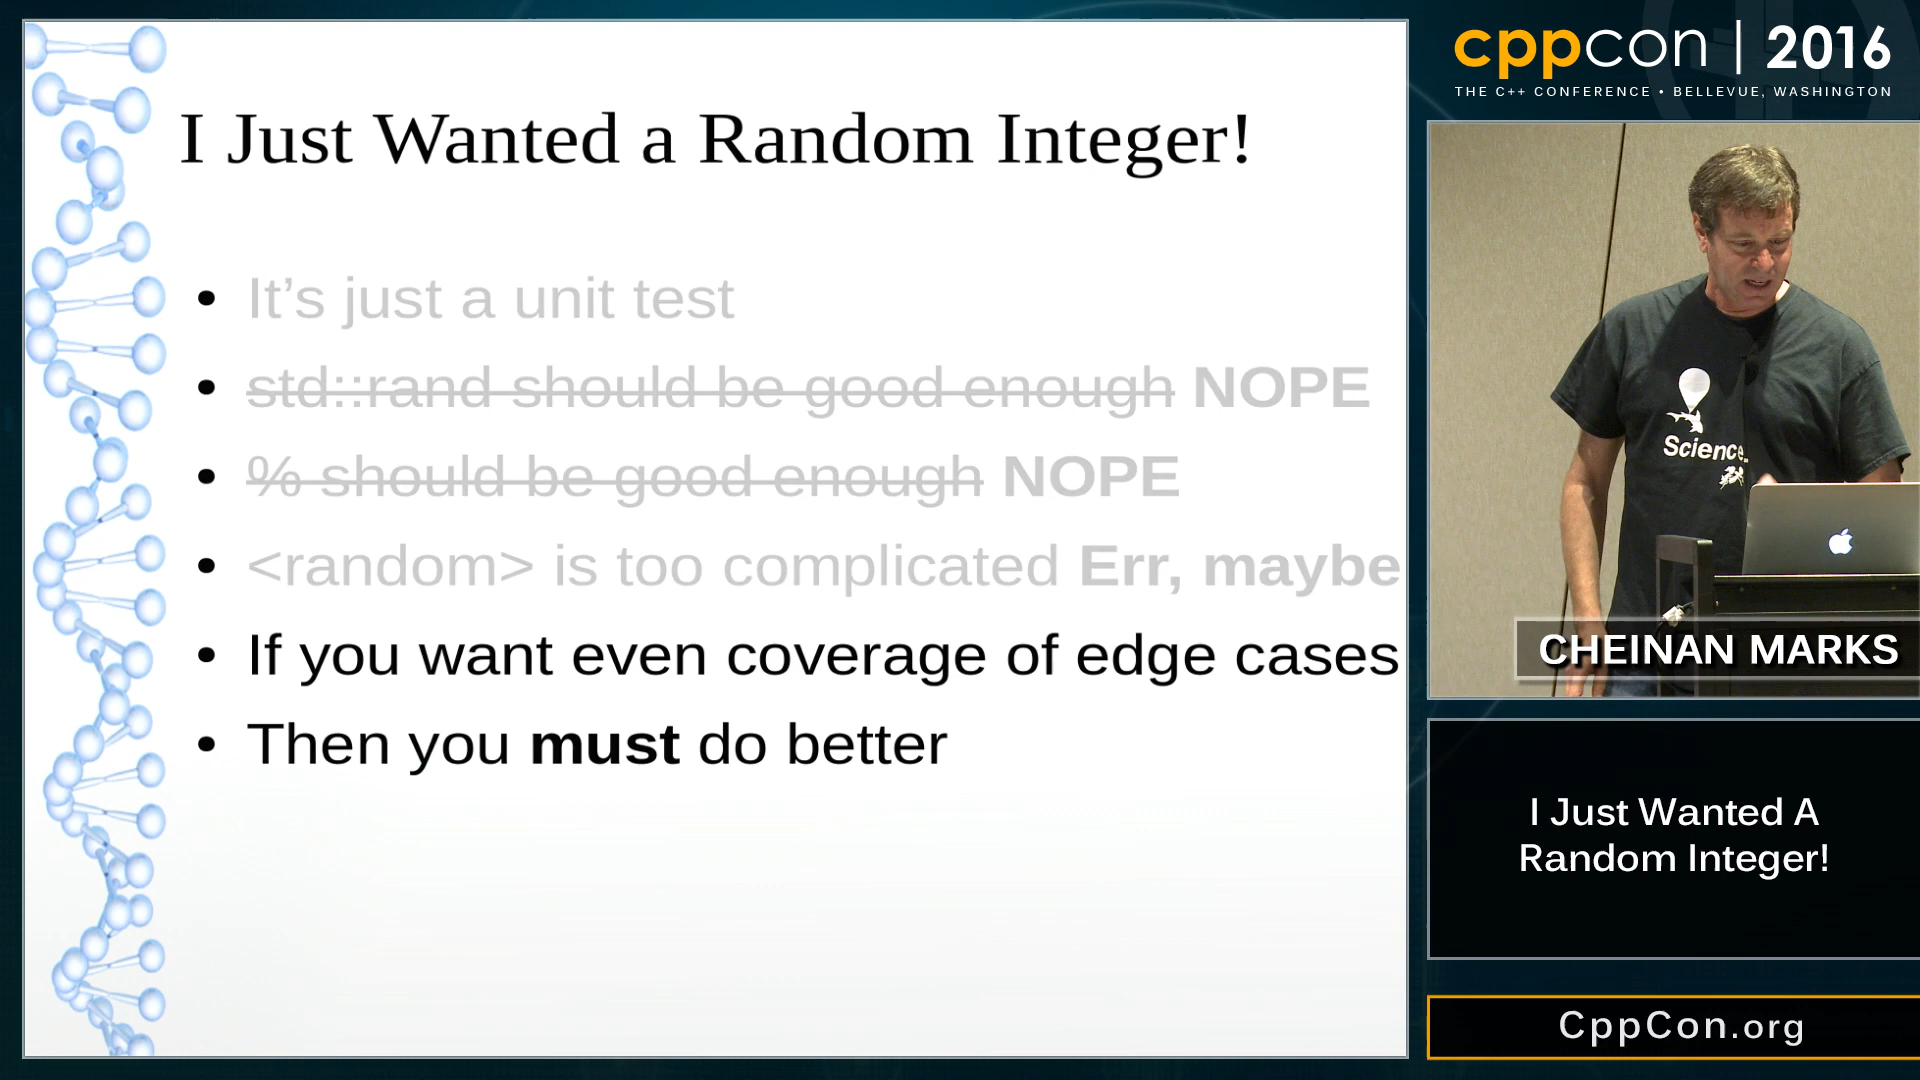 I Just Wanted a Random Integer!
• It’s just a unit test
• std::rand should be good enough NOPE
• % should be good enough NOPE
• <random> is too complicated Err, maybe
• If you want even coverage of edge cases
• Then you must do better
cppcon | 2016
THE C++ CONFERENCE • BELLEVUE, WASHINGTON
Science.
CHEINAN MARKS
I Just Wanted A
Random Integer!
CppCon.org